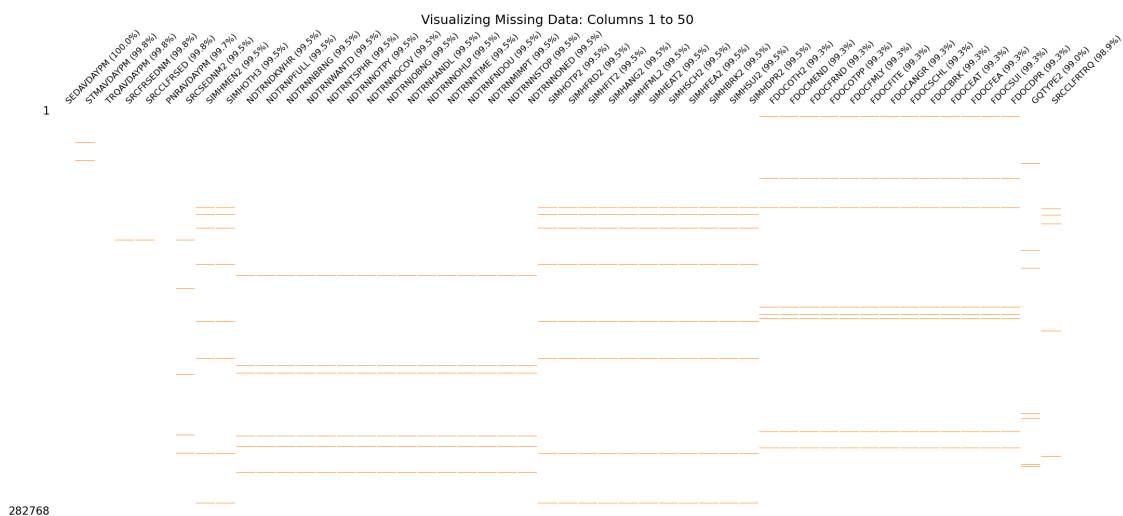 Visualizing Missing Data: Columns 1 to 50
SEDAVDAYPM (100.0%)
STMAVDAYPM (99.8%)
TRQAVDAYPM (99.8%)
SRCFRSEDNM (99.8%)
SRCCLFRSED (99.8%)
PNRAVDAYPM (99.7%)
SRCSEDNM2 (99.5%)
SIMHMEN2 (99.5%)
SIMHOTH3 (99.5%)
NDTRNDKWHR (99.5%)
NDTRNNPFULL (99.5%)
NDTRNNBRNG (99.5%)
NDTRNNWANTD (99.5%)
NDTRNNTSPHR (99.5%)
NDTRNNOTPY (99.5%)
NDTRNNOCOV (99.5%)
NDTRNJOBNG (99.5%)
NDTRNNHANDL (99.5%)
NDTRNNOHLP (99.5%)
NDTRNNTIME (99.5%)
NDTRNFNDOU (99.5%)
NDTRNMIMPT (99.5%)
NDTRNNSTOP (99.5%)
NDTRNNONED (99.5%)
SIMHOTP2 (99.5%)
SIMHFRD2 (99.5%)
SIMHFIT2 (99.5%)
SIMHANG2 (99.5%)
SIMHFML2 (99.5%)
SIMHEAT2 (99.5%)
SIMHSCH2 (99.5%)
SIMHFEA2 (99.5%)
SIMHBRK2 (99.5%)
SIMHSUI2 (99.5%)
SIMHDPR2 (99.5%)
FDOCOTH2 (99.3%)
FDOCMEND (99.3%)
FDOCFRND (99.3%)
FDOCOTPP (99.3%)
FDOCFMLY (99.3%)
FDOCFITE (99.3%)
FDOCANGR (99.3%)
FDOCSCHL (99.3%)
FDOCBRK (99.3%)
FDOCEAT (99.3%)
FDOCFEA (99.3%)
FDOCSUI (99.3%)
FDOCDPR (99.3%)
GQTYPE2 (99.0%)
SRCCLFRTRQ (98.9%)
1
282768